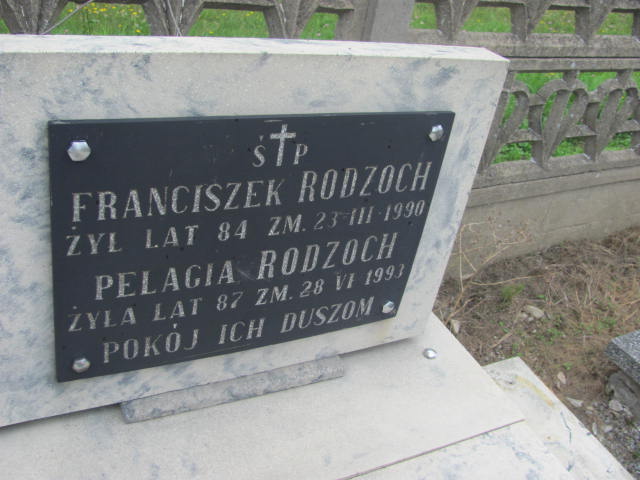 Ś✝P
FRANCISZEK RODZOCH
ŻYŁ LAT 84 ZM. 23-III-1990
PELAGIA RODZOCH
ŻYŁA LAT 87 ZM. 28 VI 1993
POKÓJ ICH DUSZOM